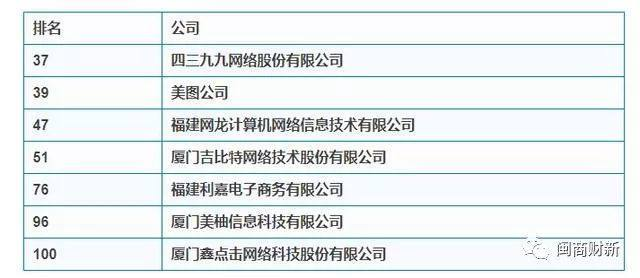 排名 公司
37 四三九九网络股份有限公司
39 美图公司
47 福建网龙计算机网络信息技术有限公司
51 厦门吉比特网络技术股份有限公司
76 福建利嘉电子商务有限公司
96 厦门美柚信息科技有限公司
100 厦门鑫点击网络科技股份有限公司
闽商财新